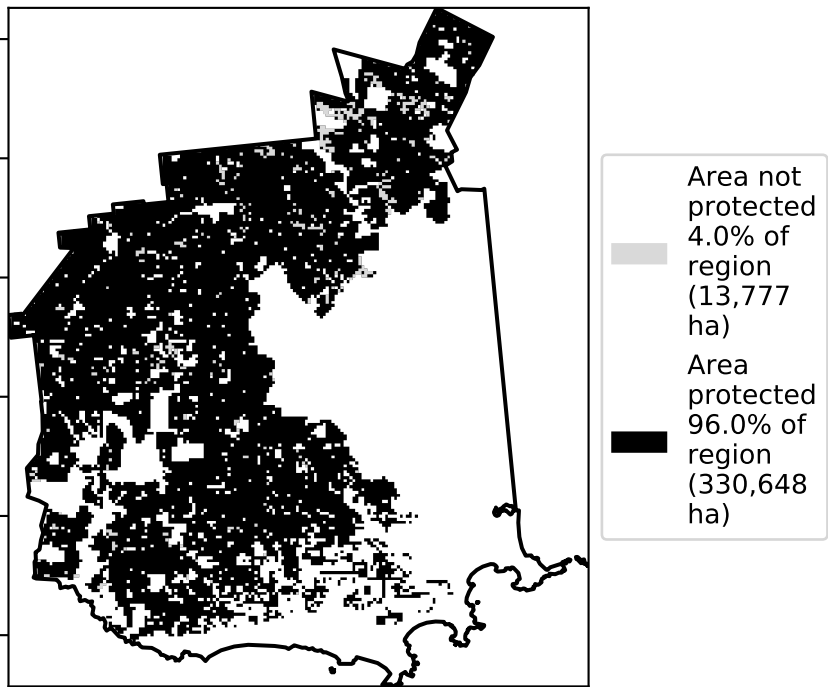 Area not
protected
4.0% of
region
(13,777
ha)
Area
protected
96.0% of
region
(330,648
ha)